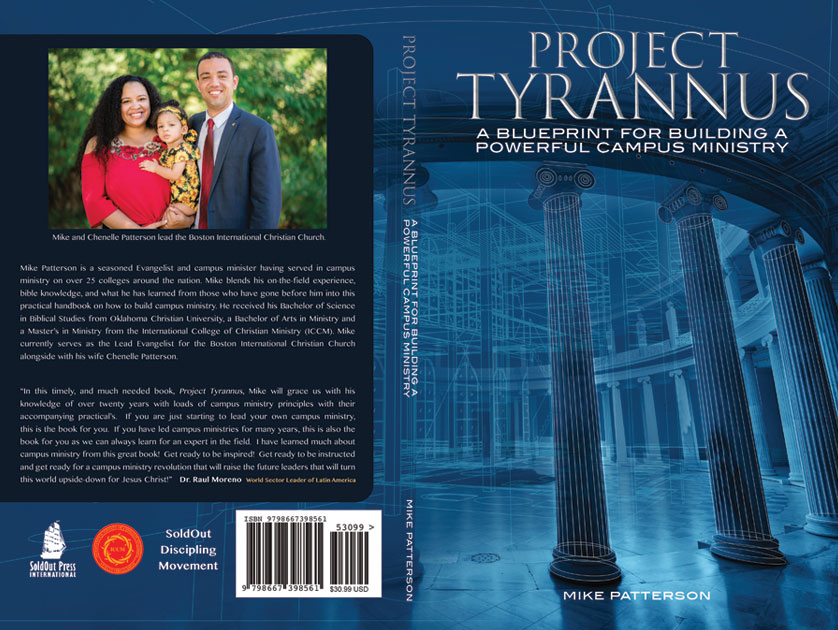 Mike and Chenelle Patterson lead the Boston International Christian Church.
Mike Patterson is a seasoned Evangelist and campus minister having served in campus
ministry on over 25 colleges around the nation. Mike blends his on-the-field experience,
bible knowledge, and what he has learned from those who have gone before him into this
practical handbook on how to build campus ministry. He received his Bachelor of Science
in Biblical Studies from Oklahoma Christian University, a Bachelor of Arts in Ministry and
a Master's in Ministry from the International College of Christian Ministry (ICCM). Mike
currently serves as the Lead Evangelist for the Boston International Christian Church
alongside with his wife Chenelle Patterson.
"In this timely, and much needed book, Project Tyrannus, Mike will grace us with his
knowledge of over twenty years with loads of campus ministry principles with their
accompanying practical's. If you are just starting to lead your own campus ministry,
this is the book for you. If you have led campus ministries for many years, this is also the
book for you as we can always learn for an expert in the field. I have learned much about
campus ministry from this great book! Get ready to be inspired! Get ready to be instructed
and get ready for a campus ministry revolution that will raise the future leaders that will turn
this world upside-down for Jesus Christ!" Dr. Raul Moreno World Sector Leader of Latin America
SoldOut Press
INTERNATIONAL
ICCM
SoldOut
Discipling
Movement
ISBN 9798667398561
53099 >
9 798667 398561
$30.99 USD
PROJECT TYRANNUS
A BLUEPRINT FOR BUILDING A
POWERFUL CAMPUS MINISTRY
MIKE PATTERSON
PROJECT
TYRANNUS
A BLUEPRINT FOR BUILDING A
POWERFUL CAMPUS MINISTRY
MIKE PATTERSON